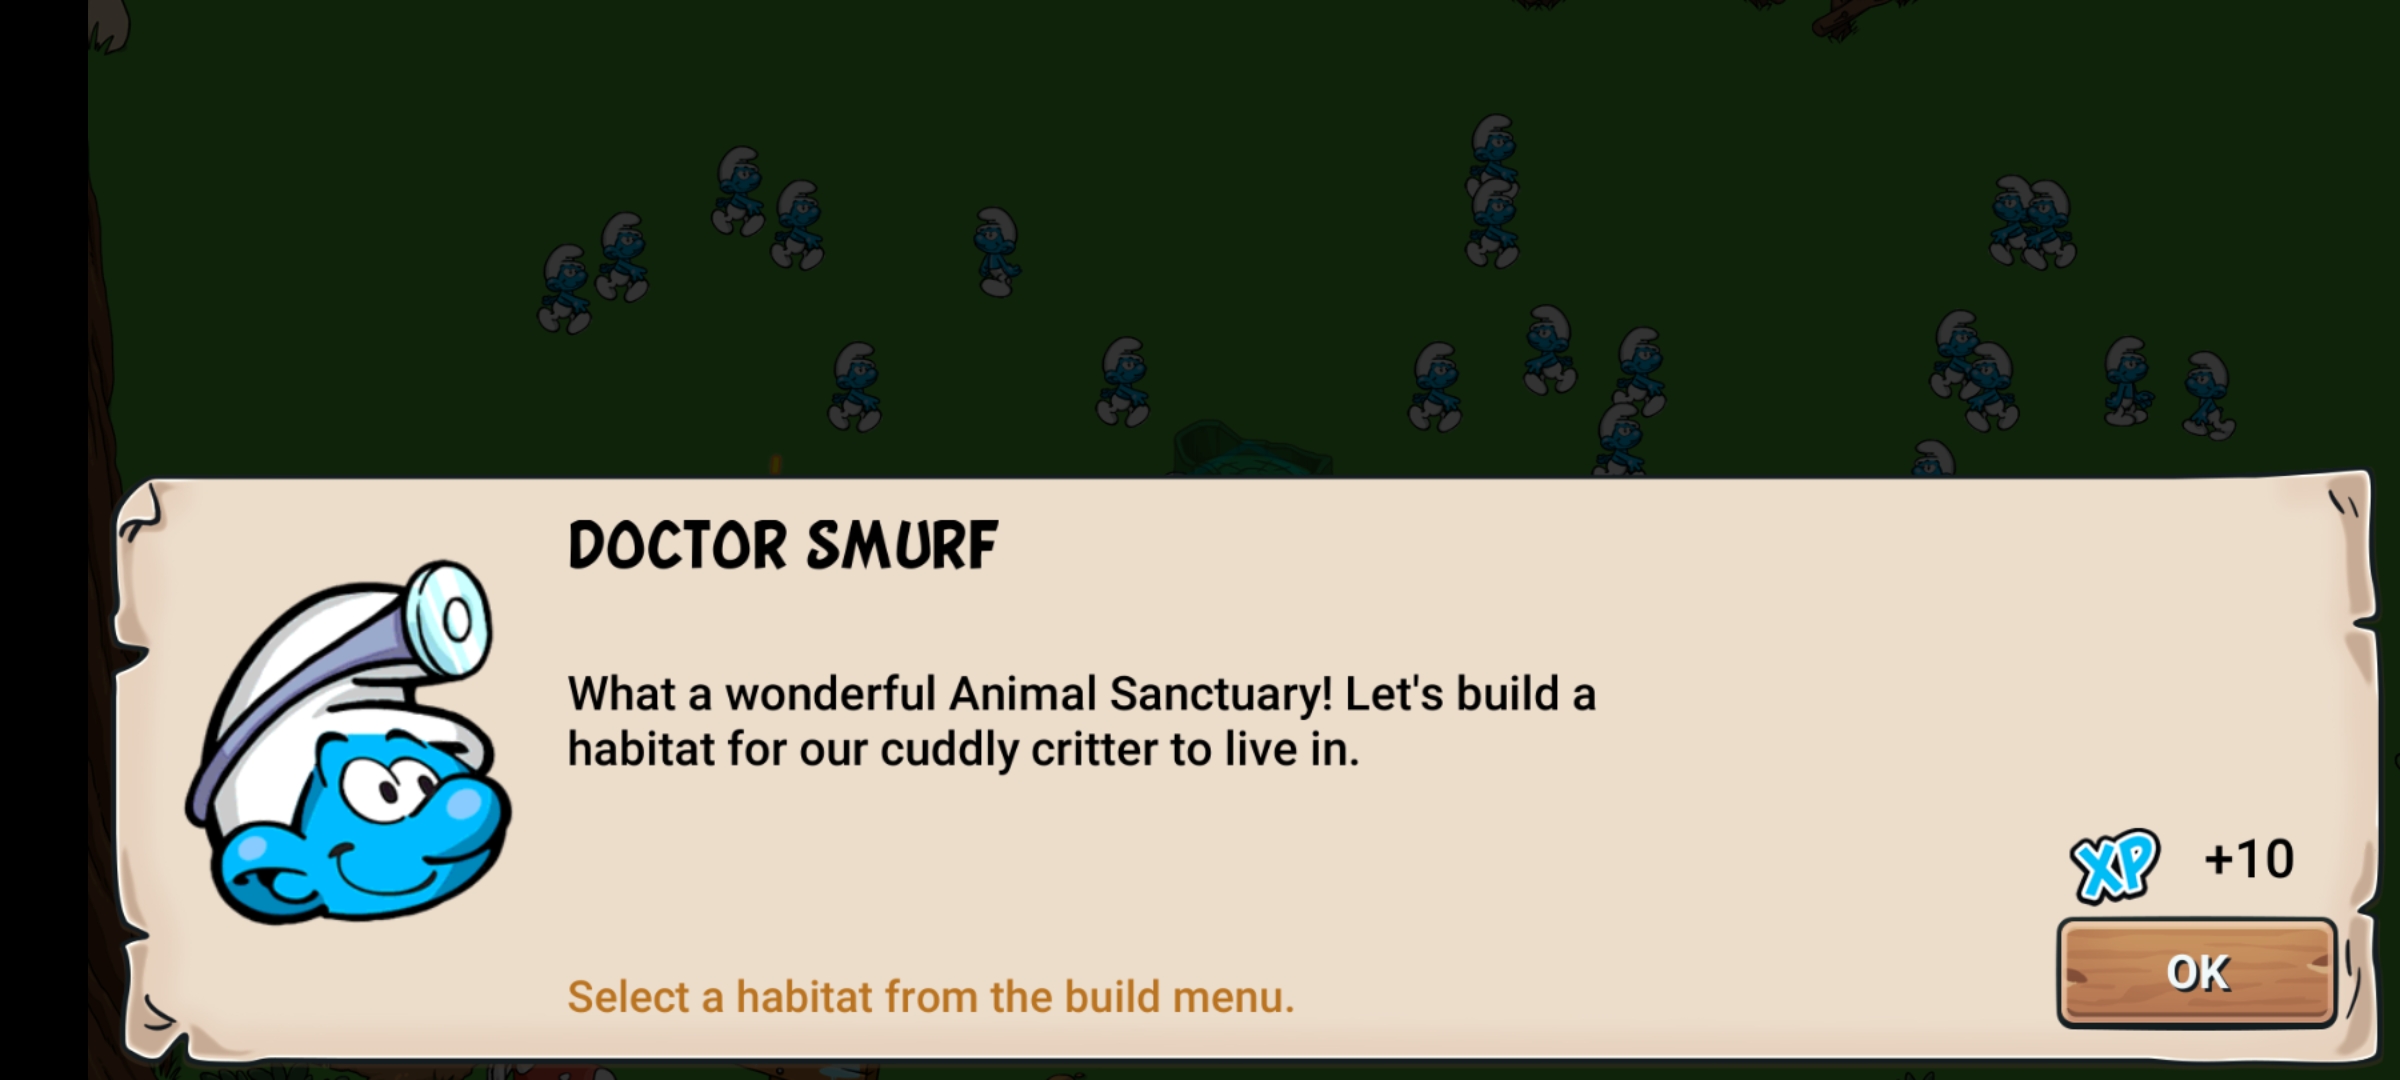 DOCTOR SMURF
What a wonderful Animal Sanctuary! Let's build a
habitat for our cuddly critter to live in.
XP +10
OK
Select a habitat from the build menu.